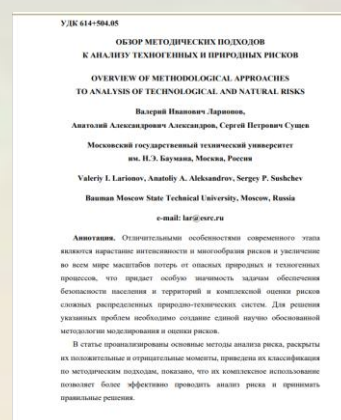 УДК 614+504.05
ОБЗОР МЕТОДИЧЕСКИХ ПОДХОДОВ
К АНАЛИЗУ ТЕХНОГЕННЫХ И ПРИРОДНЫХ РИСКОВ
OVERVIEW OF METHODOLOGICAL APPROACHES
TO ANALYSIS OF TECHNOLOGICAL AND NATURAL RISKS
Валерий Иванович Ларионов,
Анатолий Александрович Александров, Сергей Петрович Сущев
Московский государственный технический университет
им. Н.Э. Баумана, Москва, Россия
Valeriy I. Larionov, Anatoliy A. Aleksandrov, Sergey P. Sushchev
Bauman Moscow State Technical University, Moscow, Russia
e-mail: lar@esrc.ru
Аннотация. Отличительными особенностями современного этапа
являются нарастание интенсивности и многообразия рисков и увеличение
во всем мире масштабов потерь от опасных природных и техногенных
процессов, что придает особую значимость задачам обеспечения
безопасности населения и территорий и комплексной оценки рисков
сложных распределенных природно-технических систем. Для решения
указанных проблем необходимо создание единой научно обоснованной
методологии моделирования и оценки рисков.
В статье проанализированы основные методы анализа риска, раскрыты
их положительные и отрицательные моменты, приведена их классификация
по методическим подходам, показано, что их комплексное использование
позволяет более эффективно проводить анализ риска и принимать
правильные решения.